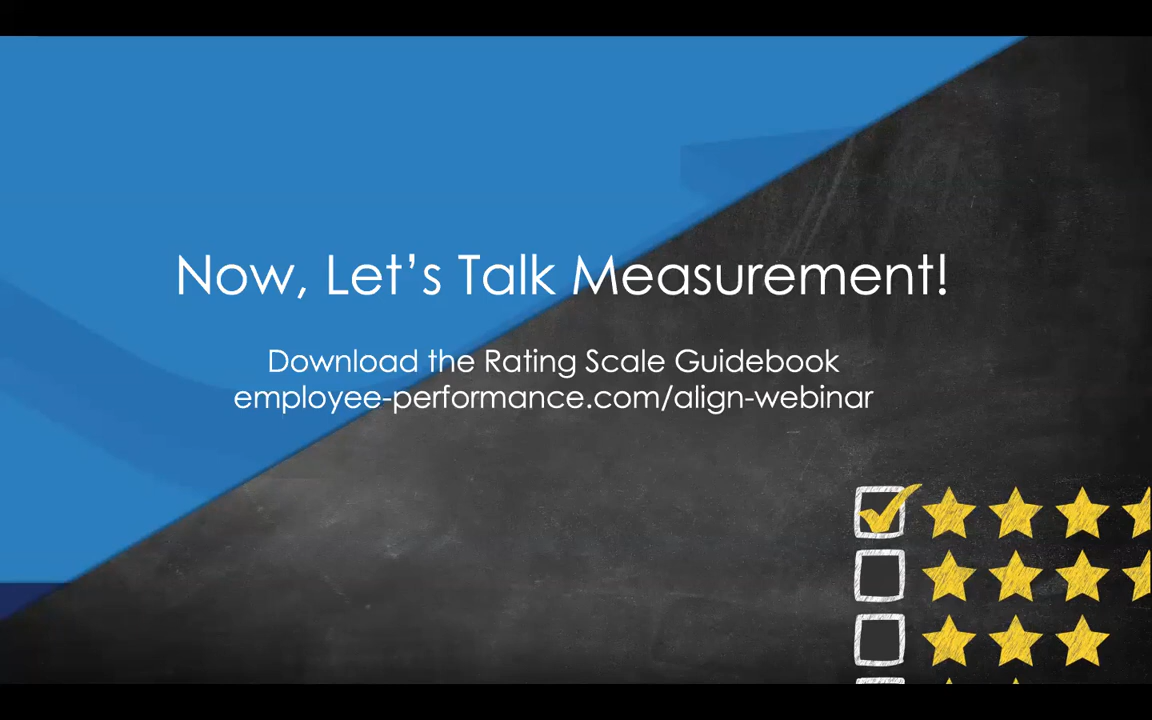 Now, Let’s Talk Measurement!
Download the Rating Scale Guidebook
employee-performance.com/align-webinar